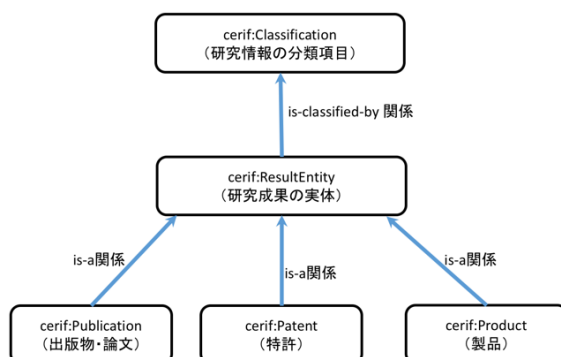 cerif:Classification
（研究情報の分類項目）
is-classified-by 関係
cerif:ResultEntity
（研究成果の実体）
is-a関係
is-a関係
is-a関係
cerif:Publication
（出版物・論文）
cerif:Patent
（特許）
cerif:Product
（製品）